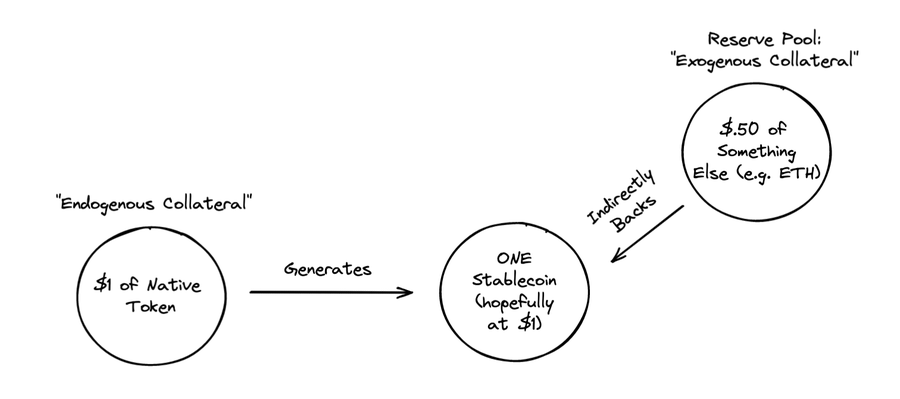 Reserve Pool:
"Exogenous Collateral"
$.50 of
Something
Else (e.g. ETH)
Indirectly
Backs
"Endogenous Collateral"
$1 of Native
Token
Generates
ONE
Stablecoin
(hopefully
at $1)